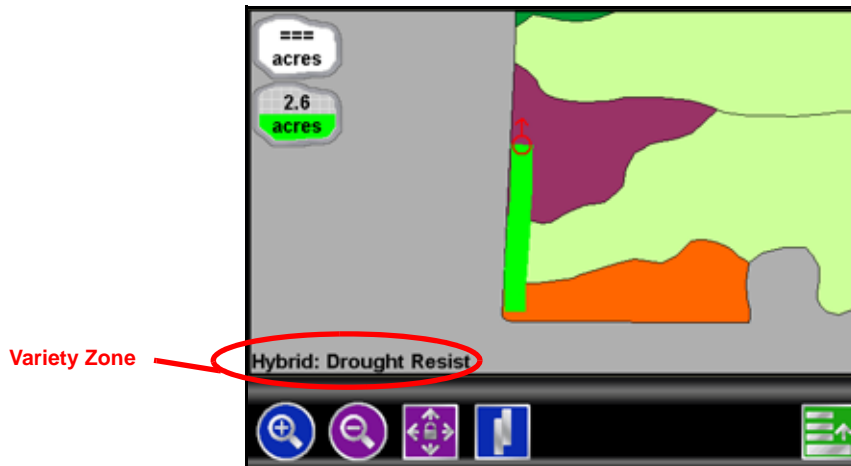 ===
acres
2.6
acres
Variety Zone
Hybrid: Drought Resist